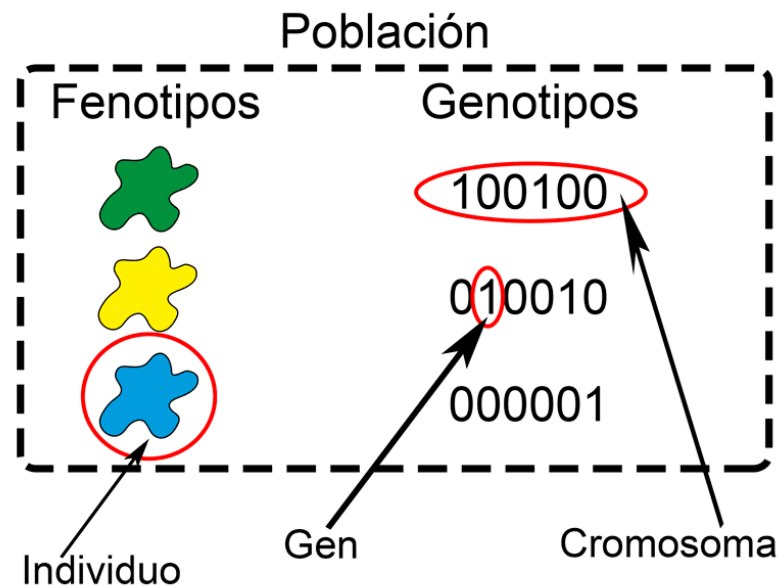 Población
Fenotipos Genotipos
100100
010010
000001
Individuo Gen Cromosoma